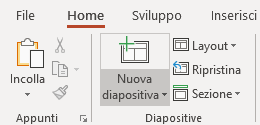 File Home Sviluppo Inserisci
Incolla
Appunti
Nuova
diapositiva
Layout
Ripristina
Sezione
Diapositive